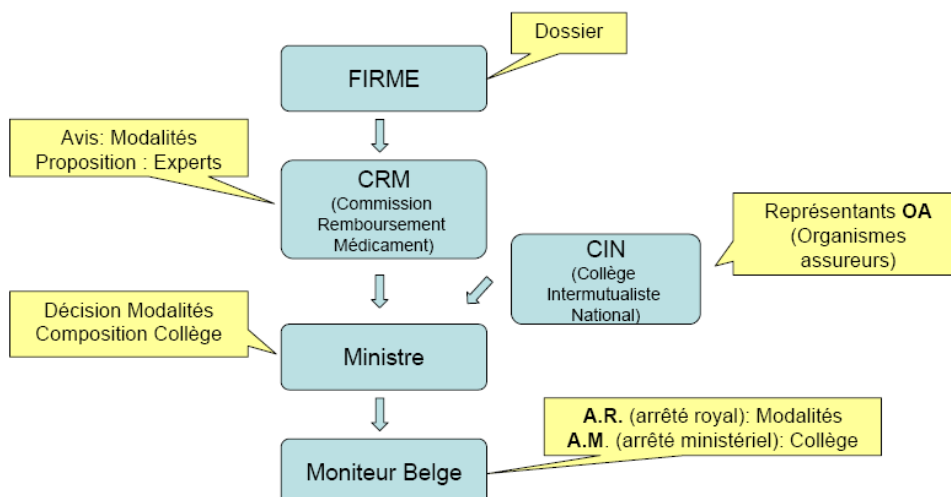 Dossier
FIRME
Avis: Modalités
Proposition : Experts
CRM
(Commission
Remboursement
Médicament)
Représentants OA
(Organismes
assureurs)
CIN
(Collège
Intermutualiste
National)
Décision Modalités
Composition Collège
Ministre
A.R. (arrêté royal): Modalités
A.M. (arrêté ministériel): Collège
Moniteur Belge